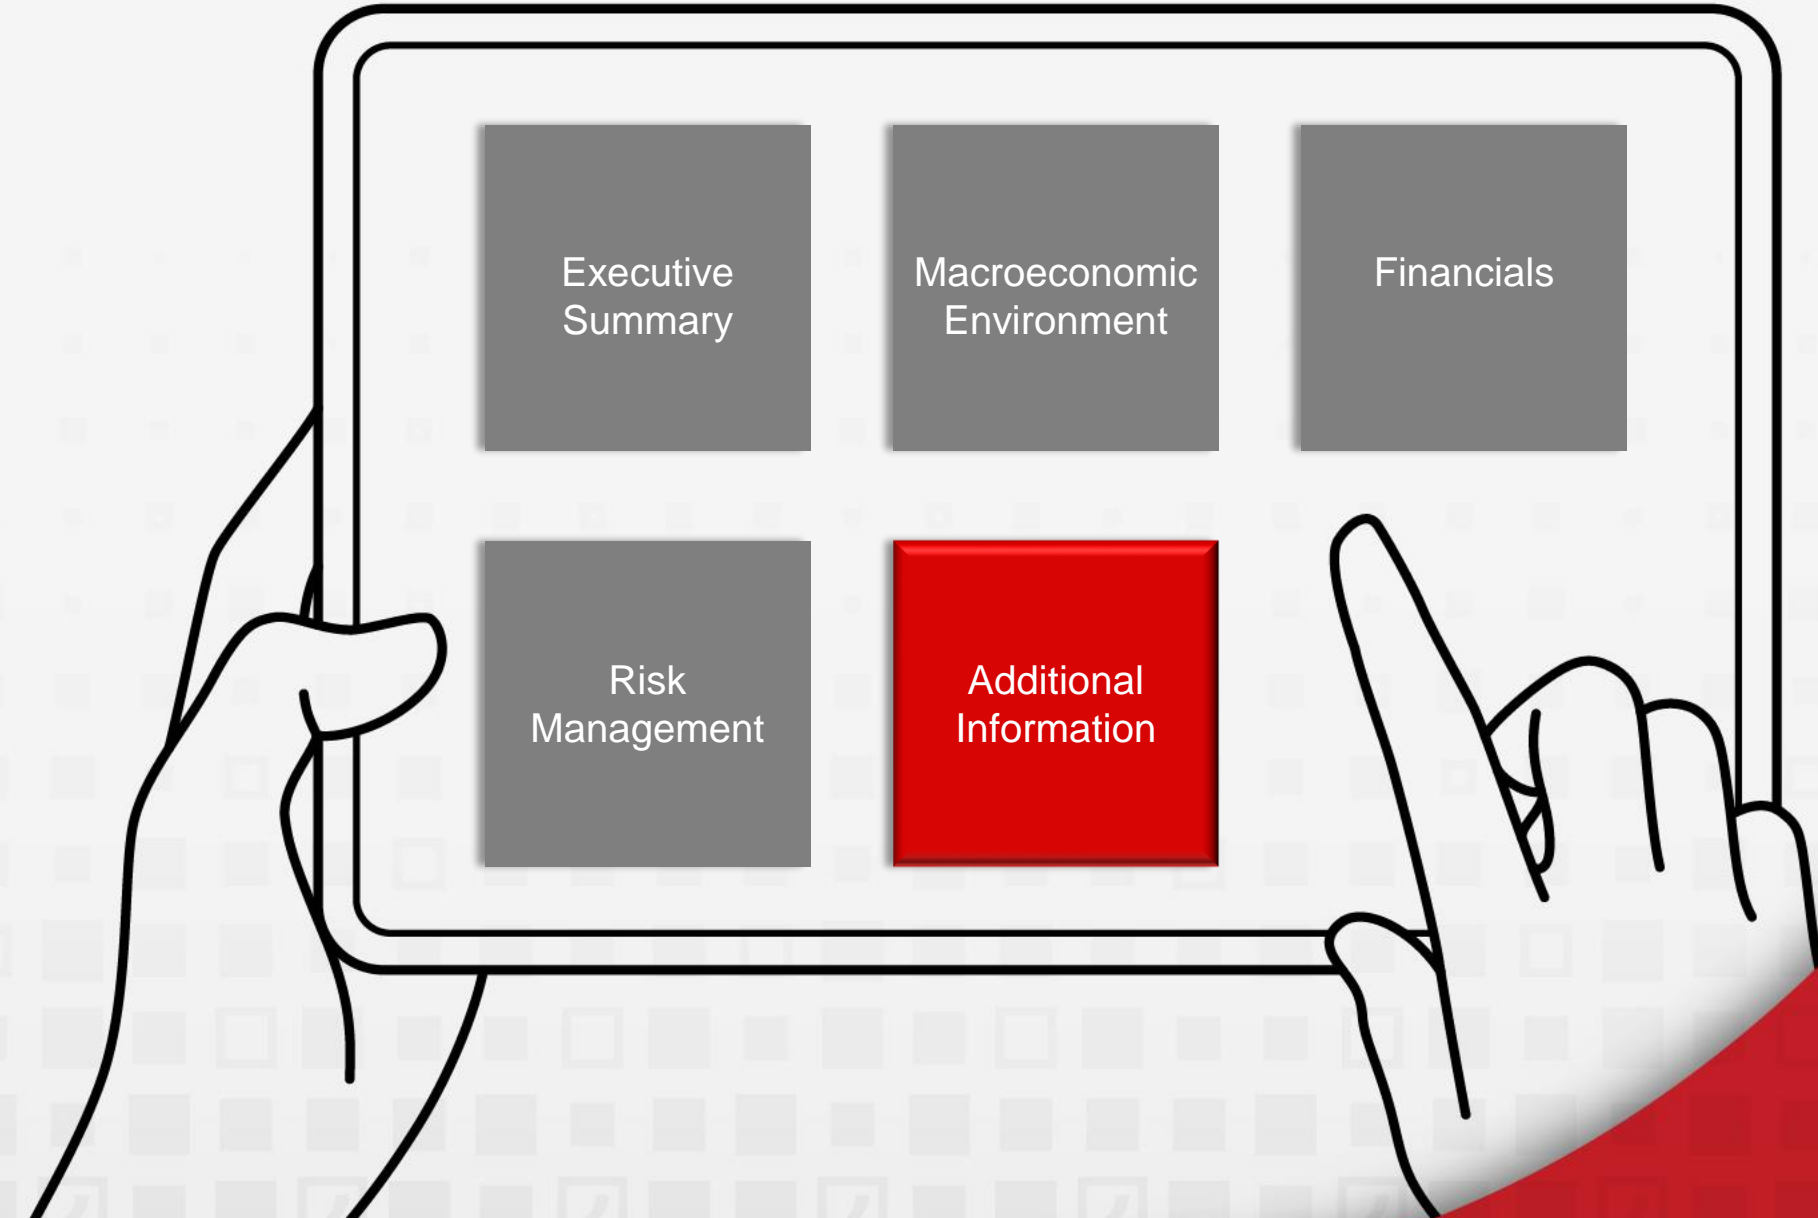 Executive
Summary
Macroeconomic
Environment
Financials
Risk
Management
Additional
Information